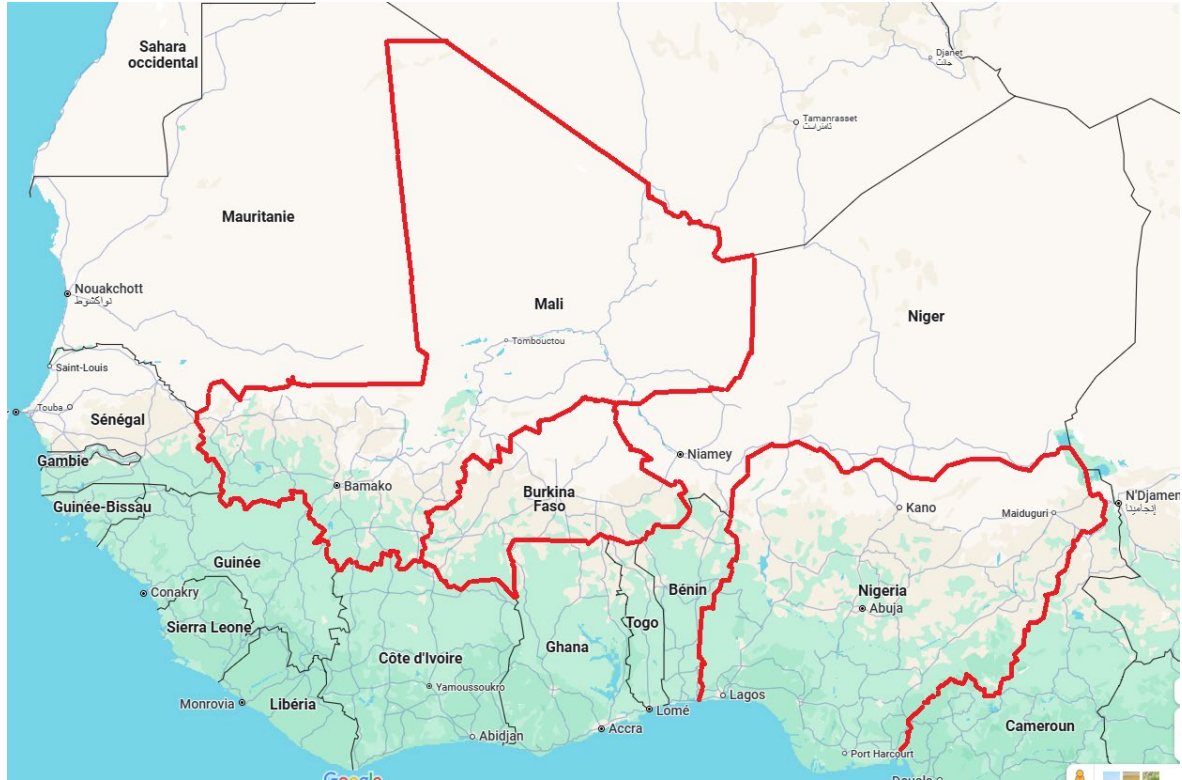 Sahara
occidental
Djanet
جانت
Tamanrasset
تامنراست
Mauritanie
Nouakchott
نواكشوط
Mali
Niger
Tombouctou
Saint-Louis
Touba
Sénégal
Niamey
Gambie
Bamako
Burkina
Faso
Guinée-Bissau
N'Djamen
إنجامينا
Kano
Maiduguri
Guinée
Conakry
Bénin
Nigeria
Abuja
Sierra Leone
Togo
Ghana
Côte d'Ivoire
Yamoussoukro
Monrovia
Libéria
Lagos
Lomé
Accra
Abidjan
Cameroun
Port Harcourt
Google